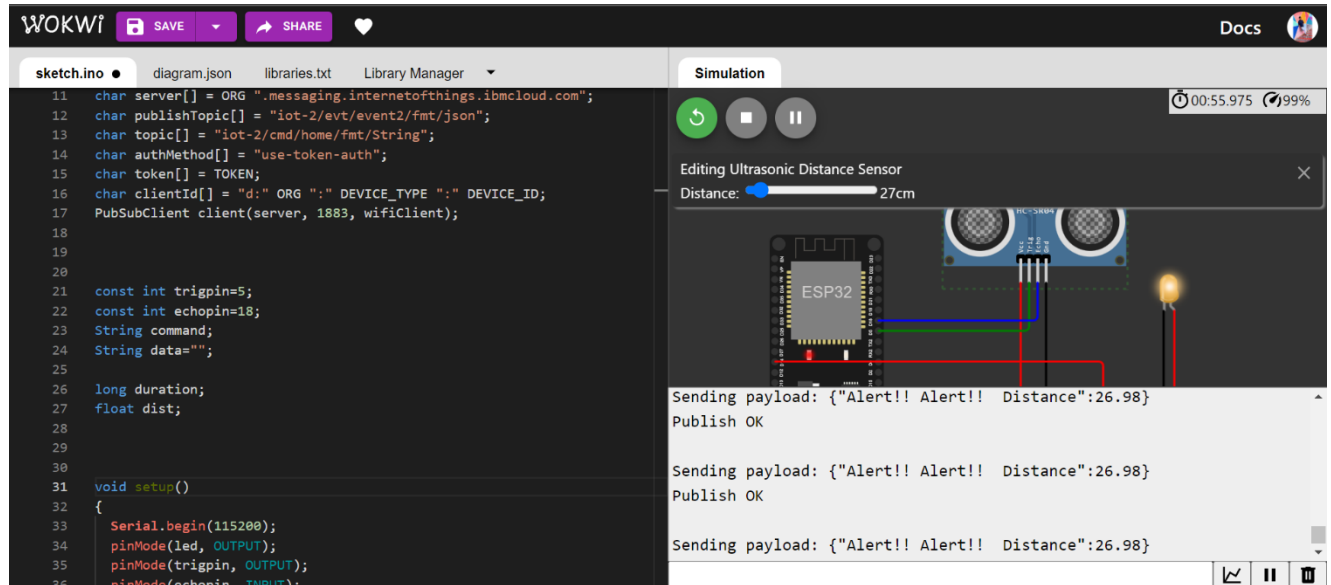 WOKWI SAVE SHARE Docs
sketch.ino ● diagram.json libraries.txt Library Manager
11 char server[] = ORG ".messaging.internetofthings.ibmcloud.com";
12 char publishTopic[] = "iot-2/evt/event2/fmt/json";
13 char topic[] = "iot-2/cmd/home/fmt/String";
14 char authMethod[] = "use-token-auth";
15 char token[] = TOKEN;
16 char clientId[] = "d:" ORG ":" DEVICE_TYPE ":" DEVICE_ID;
17 PubSubClient client(server, 1883, wifiClient);
18
19
20
21 const int trigpin=5;
22 const int echopin=18;
23 String command;
24 String data="";
25
26 long duration;
27 float dist;
28
29
30
31 void setup()
32 {
33 Serial.begin(115200);
34 pinMode(led, OUTPUT);
35 pinMode(trigpin, OUTPUT);
36 pinMode(echopin, INPUT);
Simulation
00:55.975 99%
Editing Ultrasonic Distance Sensor
Distance: 27cm
HC-SR04
Vcc
Trig
Echo
Gnd
ESP32
Sending payload: {"Alert!! Alert!!  Distance":26.98}
Publish OK
Sending payload: {"Alert!! Alert!!  Distance":26.98}
Publish OK
Sending payload: {"Alert!! Alert!!  Distance":26.98}